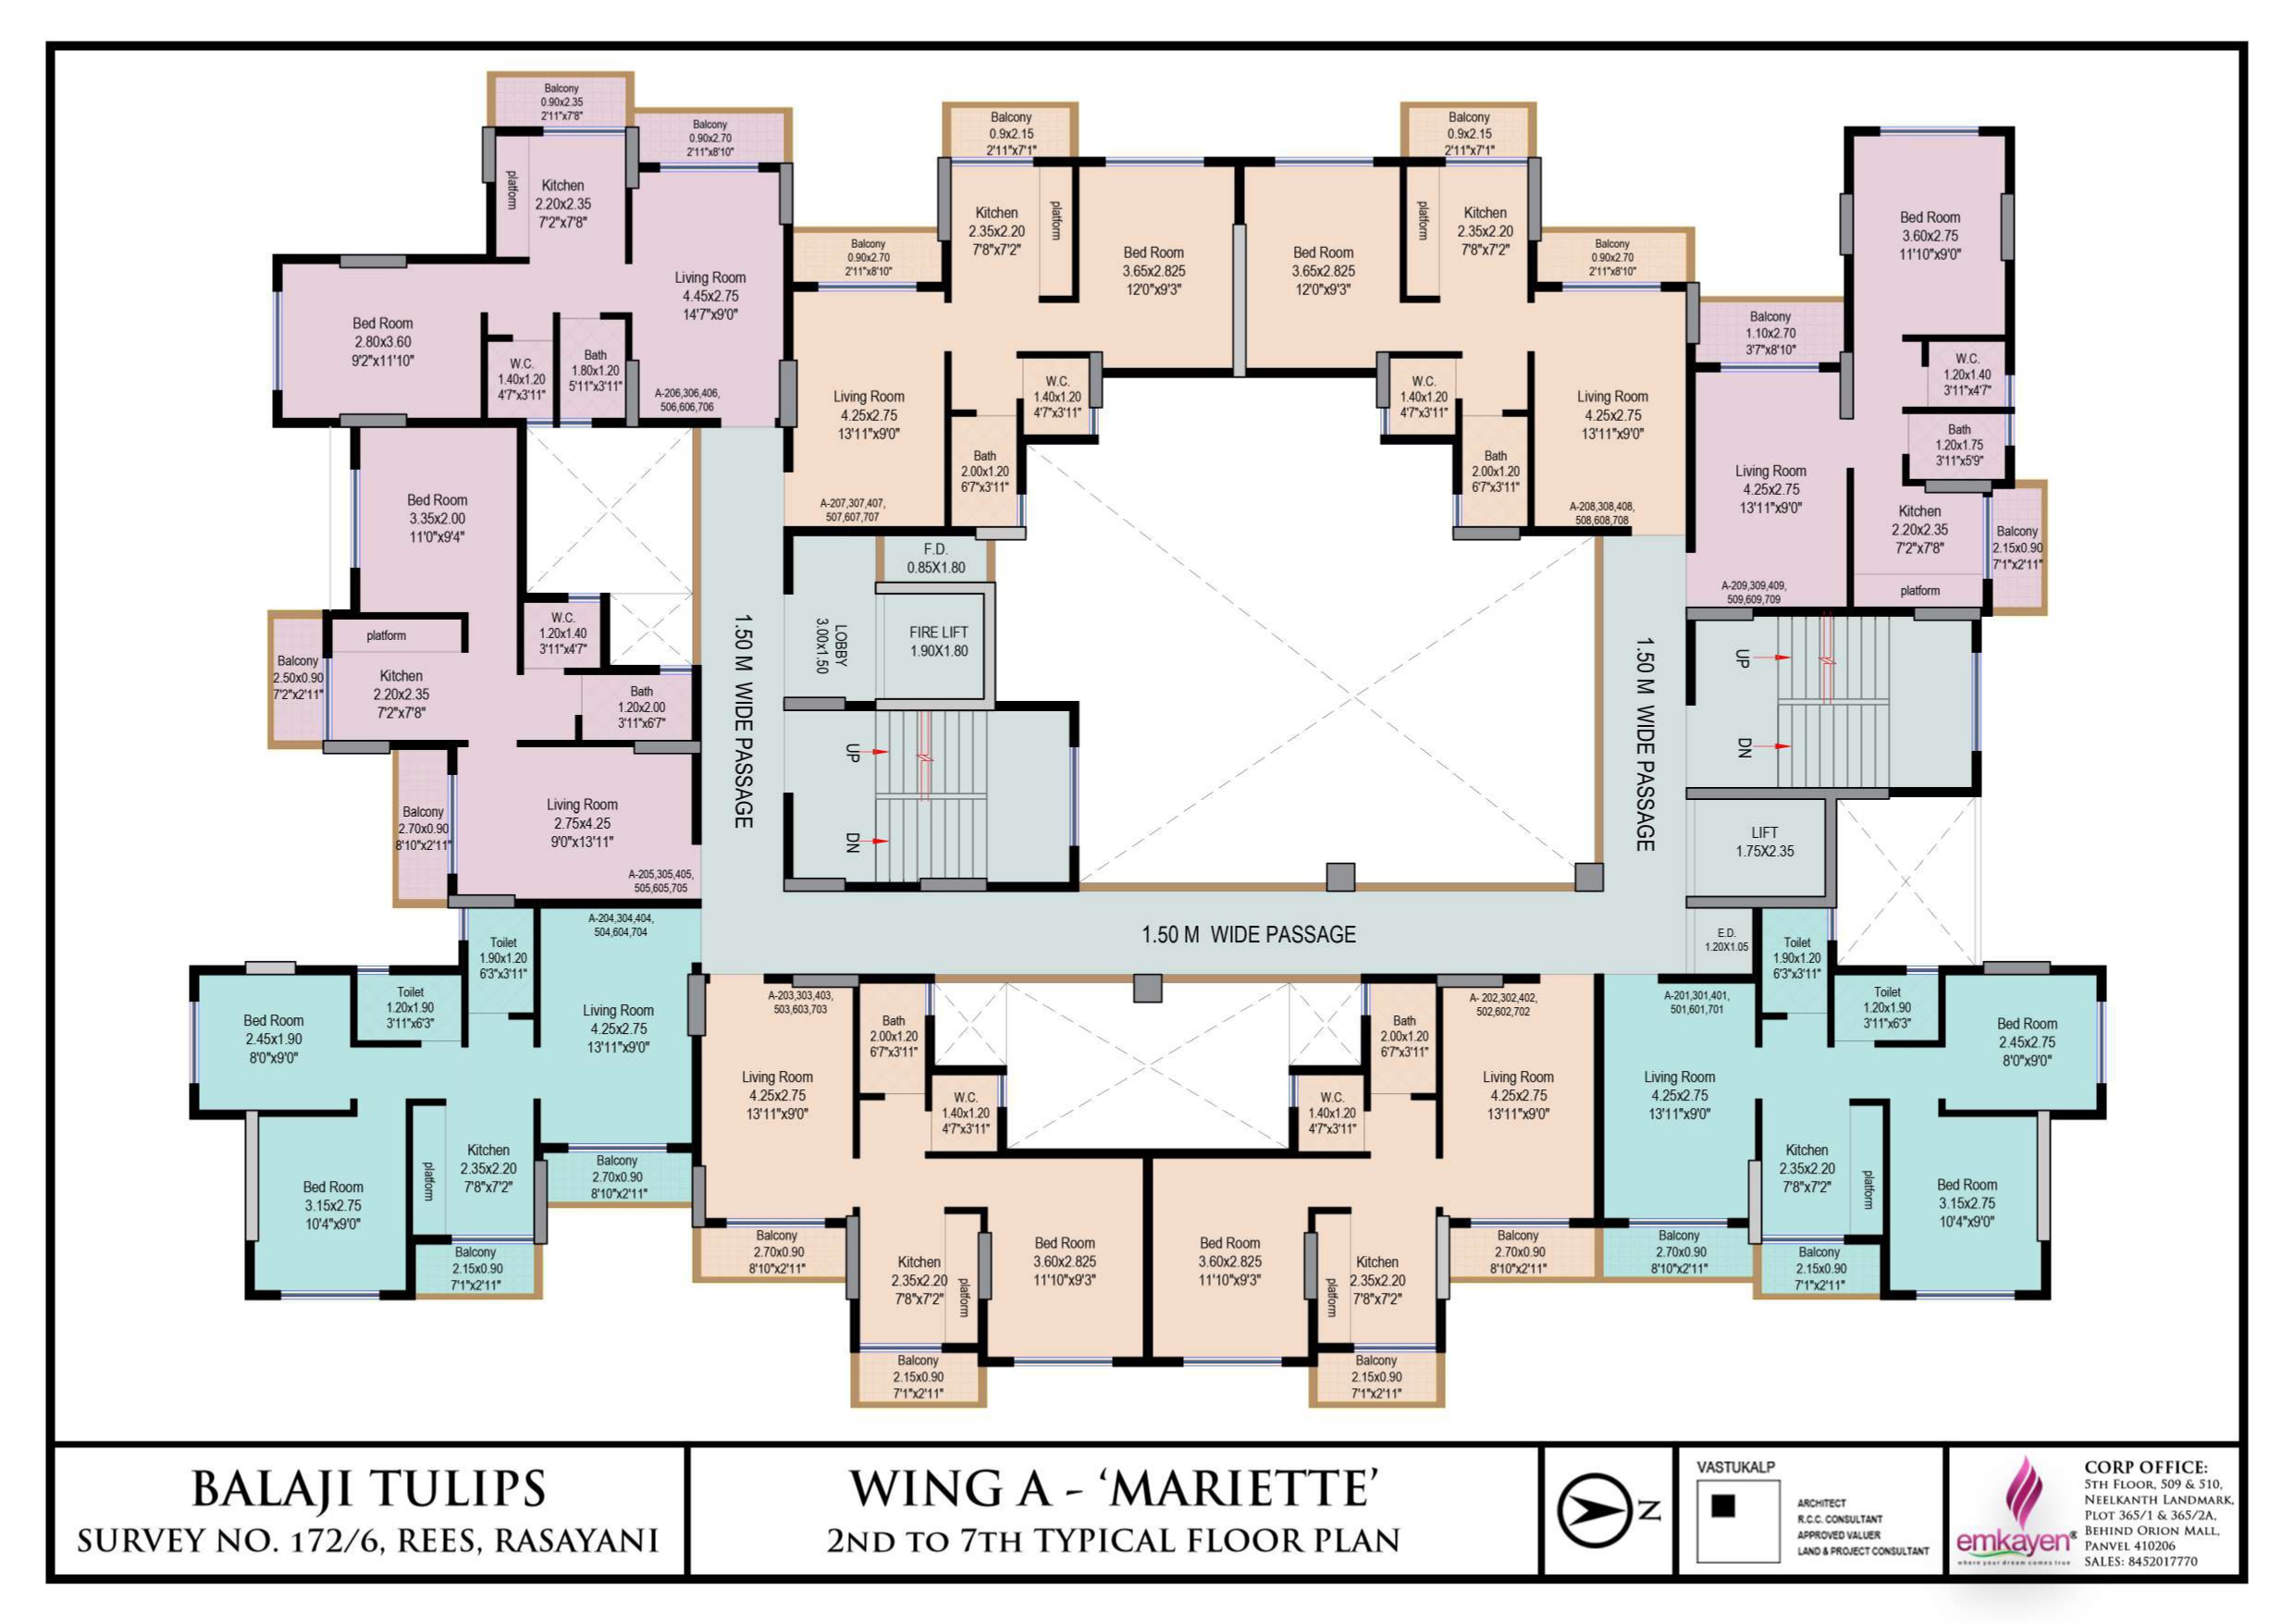 Balcony
0.90x2.35
2'11"x7'8"
Balcony
0.90x2.70
2'11"x8'10"
platform
Kitchen
2.20x2.35
7'2"x7'8"
Living Room
4.45x2.75
14'7"x9'0"
Bed Room
2.80x3.60
9'2"x11'10"
W.C.
1.40x1.20
4'7"x3'11"
Bath
1.80x1.20
5'11"x3'11"
A-206,306,406,
506,606,706
Balcony
0.9x2.15
2'11"x7'1"
Balcony
0.90x2.70
2'11"x8'10"
Kitchen
2.35x2.20
7'8"x7'2"
platform
Bed Room
3.65x2.825
12'0"x9'3"
Living Room
4.25x2.75
13'11"x9'0"
W.C.
1.40x1.20
4'7"x3'11"
Bath
2.00x1.20
6'7"x3'11"
A-207,307,407,
507,607,707
Balcony
0.9x2.15
2'11"x7'1"
Bed Room
3.65x2.825
12'0"x9'3"
platform
Kitchen
2.35x2.20
7'8"x7'2"
Balcony
0.90x2.70
2'11"x8'10"
W.C.
1.40x1.20
4'7"x3'11"
Living Room
4.25x2.75
13'11"x9'0"
Bath
2.00x1.20
6'7"x3'11"
A-208,308,408,
508,608,708
Bed Room
3.60x2.75
11'10"x9'0"
Balcony
1.10x2.70
3'7"x8'10"
W.C.
1.20x1.40
3'11"x4'7"
Bath
1.20x1.75
3'11"x5'9"
Living Room
4.25x2.75
13'11"x9'0"
Kitchen
2.20x2.35
7'2"x7'8"
Balcony
2.15x0.90
7'1"x2'11"
platform
A-209,309,409,
509,609,709
Bed Room
3.35x2.00
11'0"x9'4"
W.C.
1.20x1.40
3'11"x4'7"
platform
Balcony
2.50x0.90
7'2"x2'11"
Kitchen
2.20x2.35
7'2"x7'8"
Bath
1.20x2.00
3'11"x6'7"
Balcony
2.70x0.90
8'10"x2'11"
Living Room
2.75x4.25
9'0"x13'11"
A-205,305,405,
505,605,705
1.50 M WIDE PASSAGE
F.D.
0.85X1.80
LOBBY
3.00x1.50
FIRE LIFT
1.90X1.80
UP
DN
1.50 M WIDE PASSAGE
UP
DN
LIFT
1.75X2.35
1.50 M WIDE PASSAGE
E.D.
1.20X1.05
A-204,304,404,
504,604,704
Toilet
1.90x1.20
6'3"x3'11"
Toilet
1.20x1.90
3'11"x6'3"
Living Room
4.25x2.75
13'11"x9'0"
Bed Room
2.45x1.90
8'0"x9'0"
Kitchen
2.35x2.20
7'8"x7'2"
platform
Balcony
2.70x0.90
8'10"x2'11"
Bed Room
3.15x2.75
10'4"x9'0"
Balcony
2.15x0.90
7'1"x2'11"
A-203,303,403,
503,603,703
Bath
2.00x1.20
6'7"x3'11"
Living Room
4.25x2.75
13'11"x9'0"
W.C.
1.40x1.20
4'7"x3'11"
Balcony
2.70x0.90
8'10"x2'11"
Kitchen
2.35x2.20
7'8"x7'2"
platform
Bed Room
3.60x2.825
11'10"x9'3"
Balcony
2.15x0.90
7'1"x2'11"
A- 202,302,402,
502,602,702
Bath
2.00x1.20
6'7"x3'11"
W.C.
1.40x1.20
4'7"x3'11"
Living Room
4.25x2.75
13'11"x9'0"
Bed Room
3.60x2.825
11'10"x9'3"
platform
Kitchen
2.35x2.20
7'8"x7'2"
Balcony
2.70x0.90
8'10"x2'11"
Balcony
2.15x0.90
7'1"x2'11"
A-201,301,401,
501,601,701
Toilet
1.90x1.20
6'3"x3'11"
Toilet
1.20x1.90
3'11"x6'3"
Bed Room
2.45x2.75
8'0"x9'0"
Living Room
4.25x2.75
13'11"x9'0"
Kitchen
2.35x2.20
7'8"x7'2"
platform
Bed Room
3.15x2.75
10'4"x9'0"
Balcony
2.70x0.90
8'10"x2'11"
Balcony
2.15x0.90
7'1"x2'11"
BALAJI TULIPS
SURVEY NO. 172/6, REES, RASAYANI
WING A - ‘MARIETTE’
2ND TO 7TH TYPICAL FLOOR PLAN
N
VASTUKALP
ARCHITECT
R.C.C. CONSULTANT
APPROVED VALUER
LAND & PROJECT CONSULTANT
emkayen®
where your dream comes true
CORP OFFICE:
5TH FLOOR, 509 & 510,
NEELKANTH LANDMARK,
PLOT 365/1 & 365/2A,
BEHIND ORION MALL,
PANVEL 410206
SALES: 8452017770